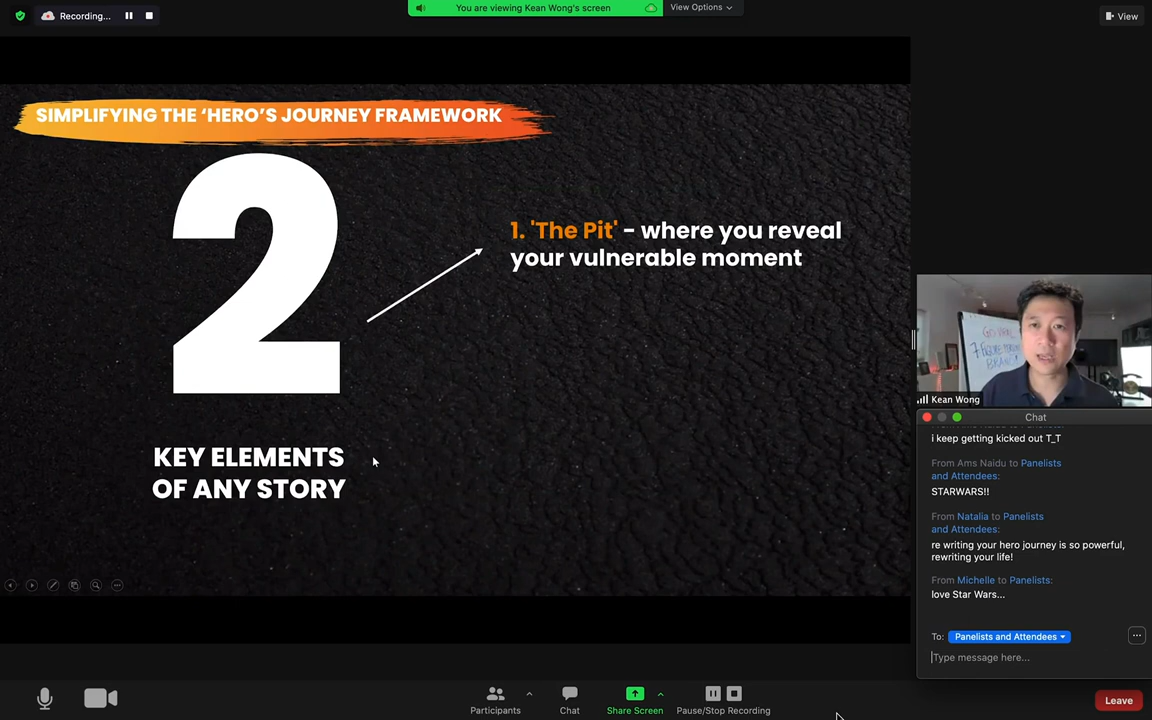 Recording...
You are viewing Kean Wong's screen
View Options
View
SIMPLIFYING THE ‘HERO’S JOURNEY FRAMEWORK
2
KEY ELEMENTS
OF ANY STORY
1. 'The Pit' - where you reveal
your vulnerable moment
Kean Wong
Chat
i keep getting kicked out T_T
From Ams Naidu to Panelists
and Attendees:
STARWARS!!
From Natalia to Panelists
and Attendees:
re writing your hero journey is so powerful,
rewriting your life!
From Michelle to Panelists:
love Star Wars...
To: Panelists and Attendees
Type message here...
Participants
Chat
Share Screen
Pause/Stop Recording
Leave